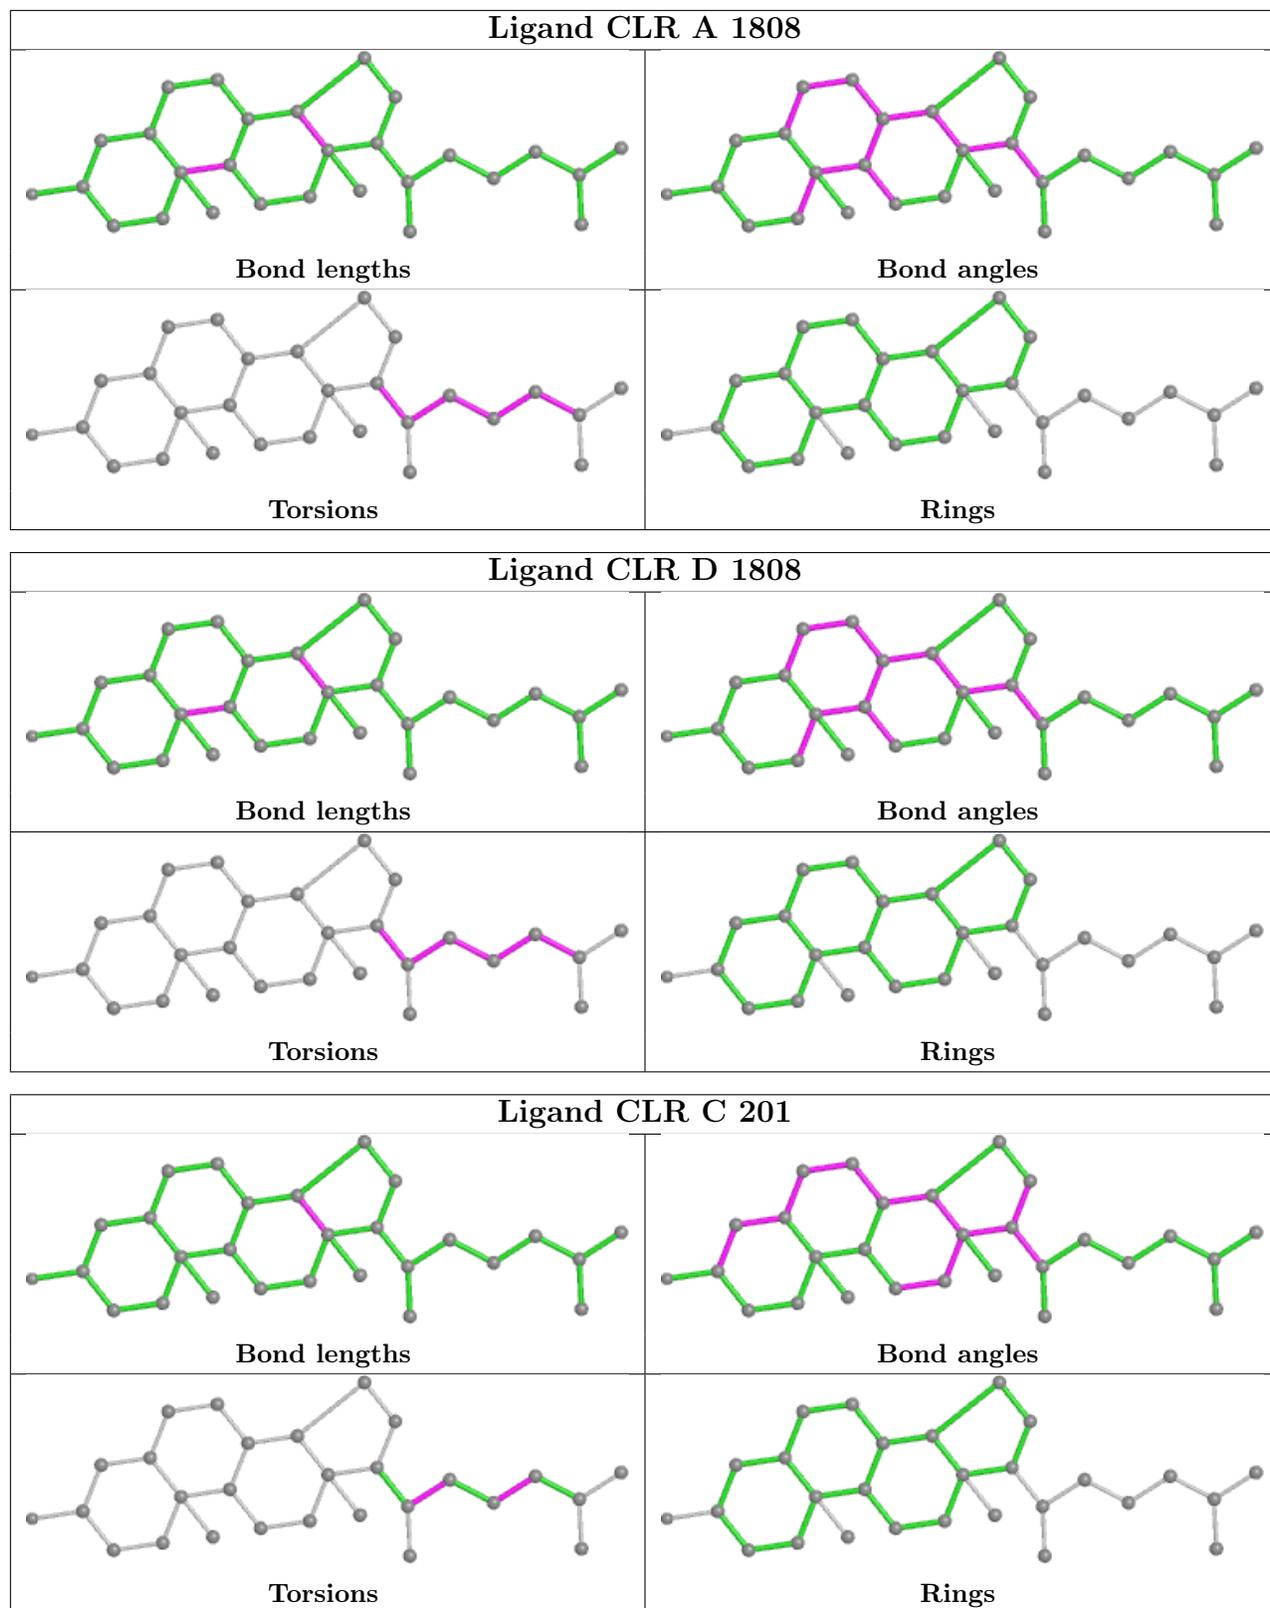 Ligand CLR A 1808
Bond lengths
Bond angles
Torsions
Rings
Ligand CLR D 1808
Bond lengths
Bond angles
Torsions
Rings
Ligand CLR C 201
Bond lengths
Bond angles
Torsions
Rings